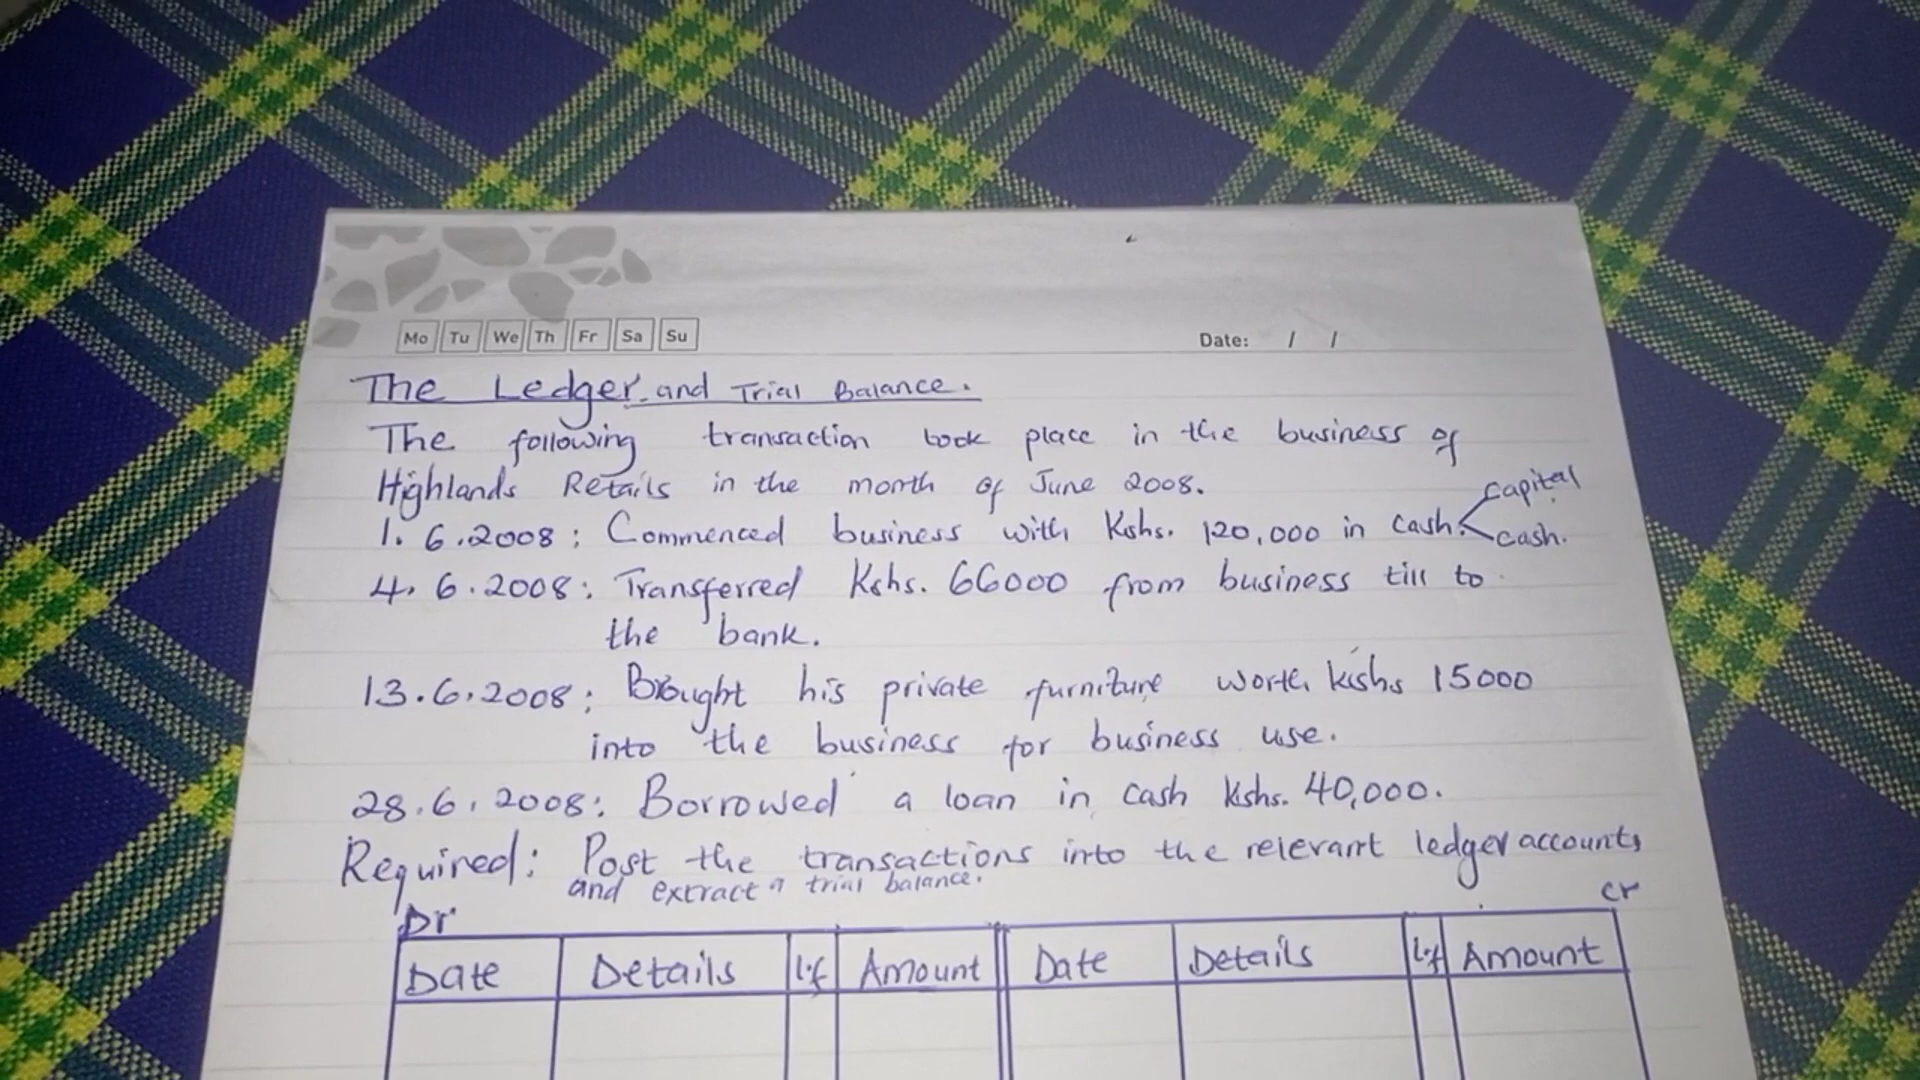 Mo Tu We Th Fr Sa Su Date: / /
The Ledger and Trial Balance.
The following transaction took place in the business of
Highlands Retails in the month of June 2008.
capital
1. 6.2008: Commenced business with Kshs. 120,000 in cash.
cash.
4. 6.2008: Transferred Kshs. 66000 from business till to
the bank.
13.6.2008: Brought his private furniture worth kshs 15000
into the business for business use.
28.6.2008: Borrowed a loan in cash Kshs. 40,000.
Required: Post the transactions into the relevant ledger accounts
and extract a trial balance.
Dr cr
Date Details l.f Amount Date Details l.f Amount